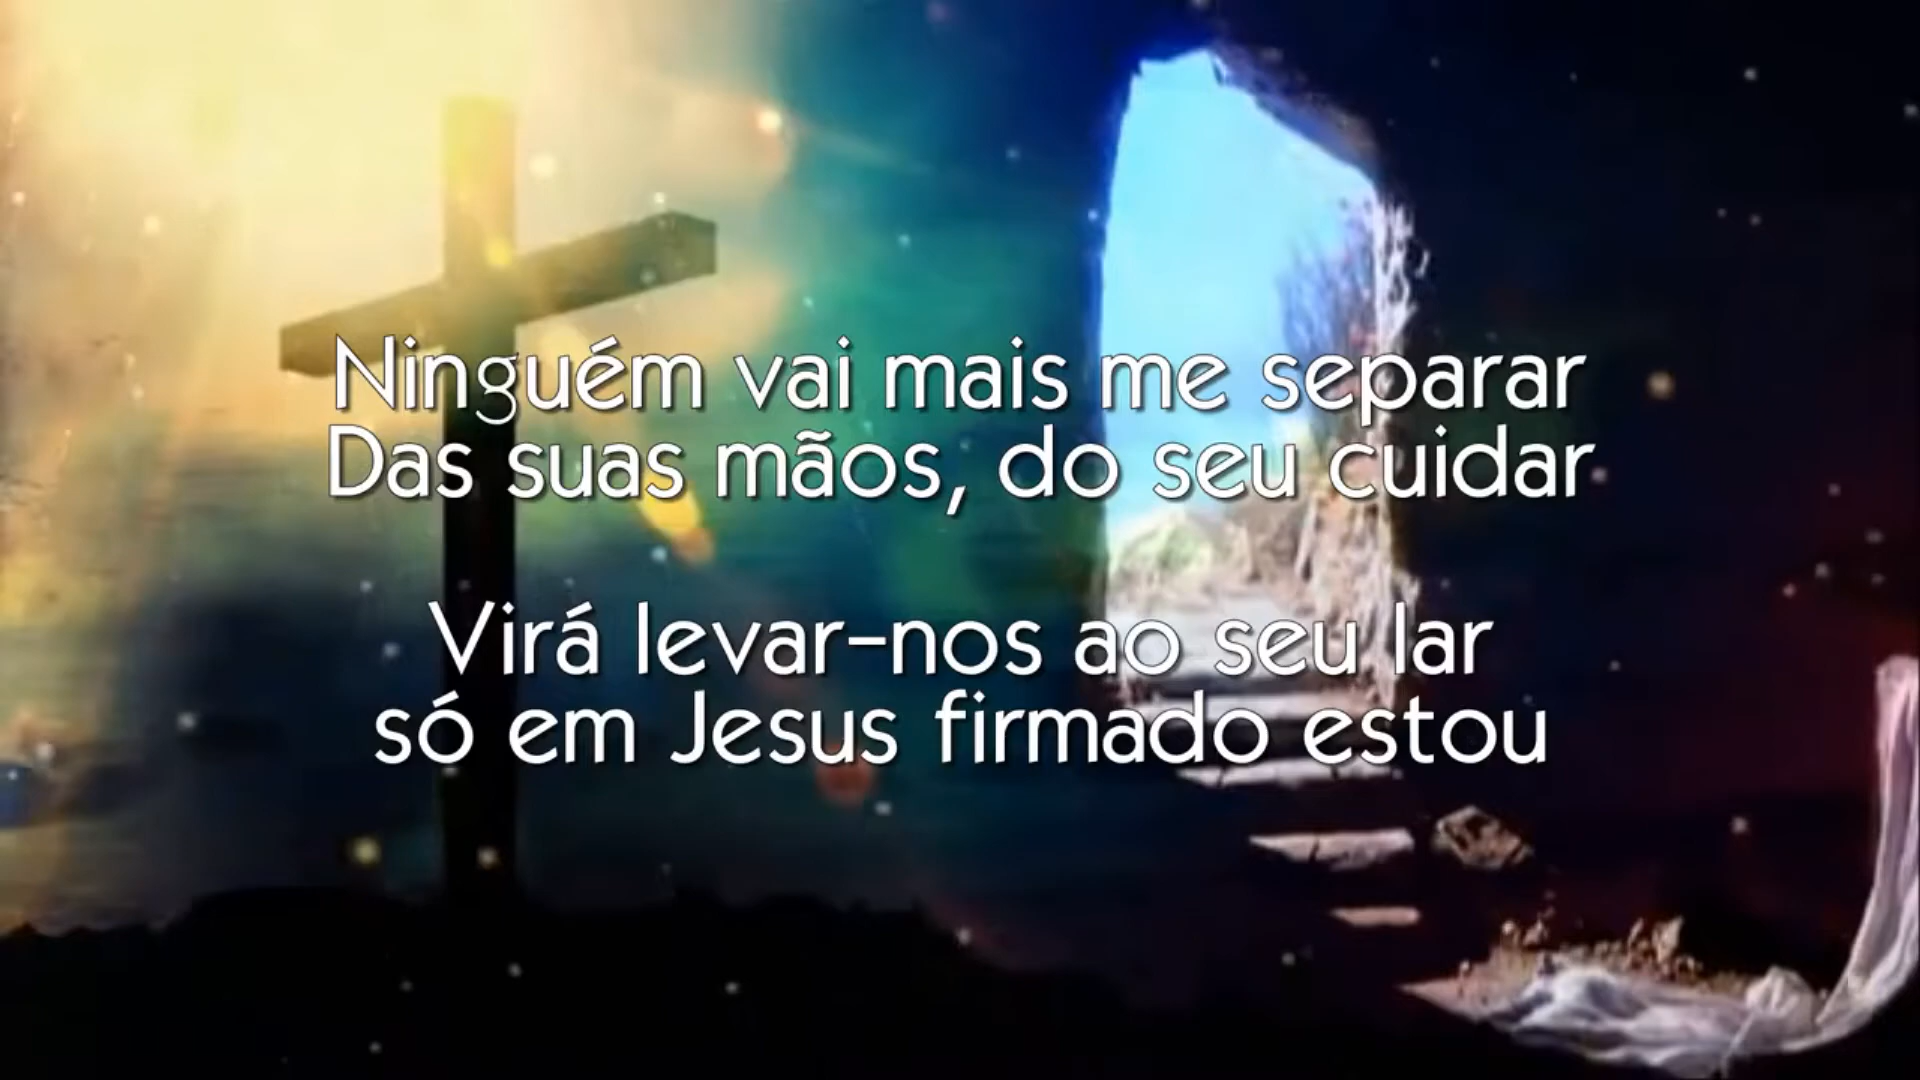 Ninguém vai mais me separar
Das suas mãos, do seu cuidar
Virá levar-nos ao seu lar
só em Jesus firmado estou